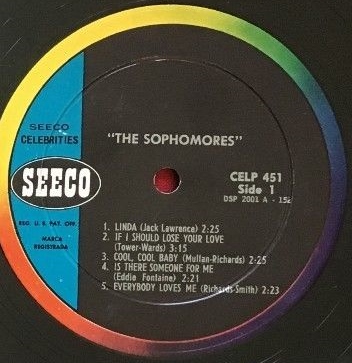 SEECO
CELEBRITIES
"THE SOPHOMORES"
SEECO
CELP 451
Side 1
DSP 2001 A - 152
REG. U. S. PAT. OFF.
MARCA
REGISTRADA
1. LINDA (Jack Lawrence) 2:25
2. IF I SHOULD LOSE YOUR LOVE
(Tower-Wards) 3:15
3. COOL, COOL BABY (Mullan-Richards) 2:25
4. IS THERE SOMEONE FOR ME
(Eddie Fontaine) 2:21
5. EVERYBODY LOVES ME (Richards-Smith) 2:23